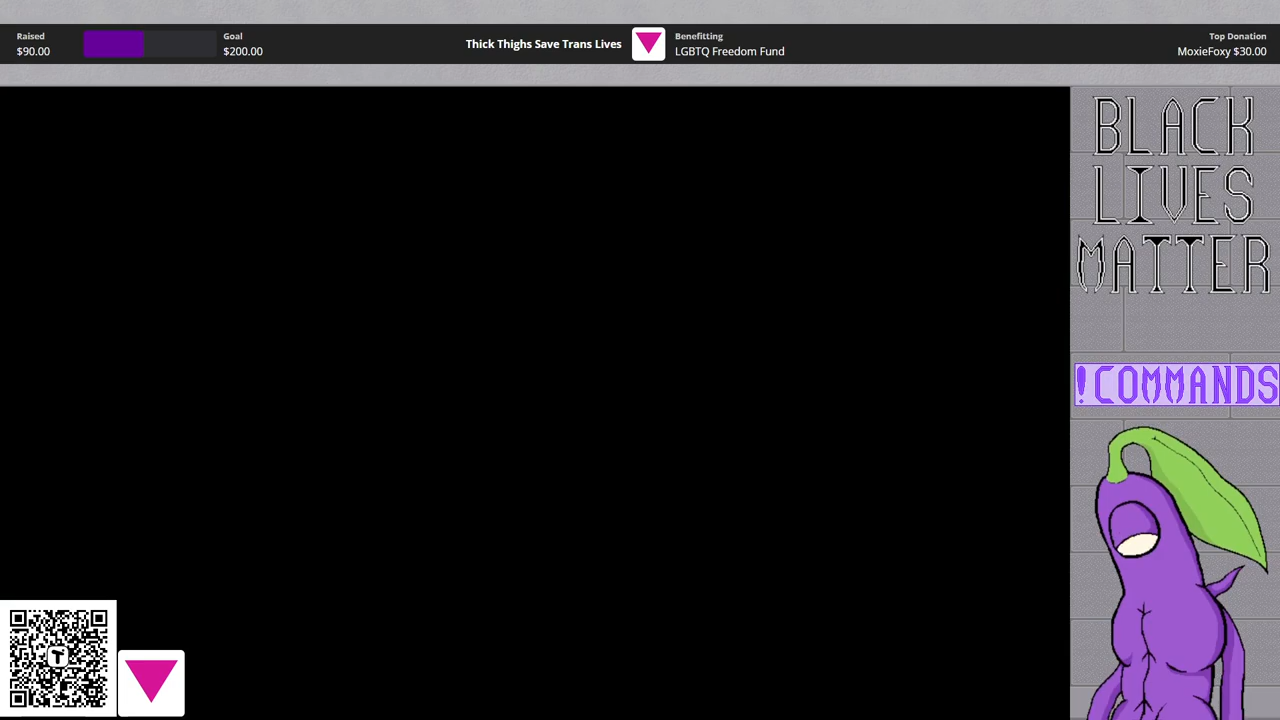 Raised
$90.00
Goal
$200.00
Thick Thighs Save Trans Lives
Benefitting
LGBTQ Freedom Fund
Top Donation
MoxieFoxy $30.00
BLACK
LIVES
MATTER
!COMMANDS
T